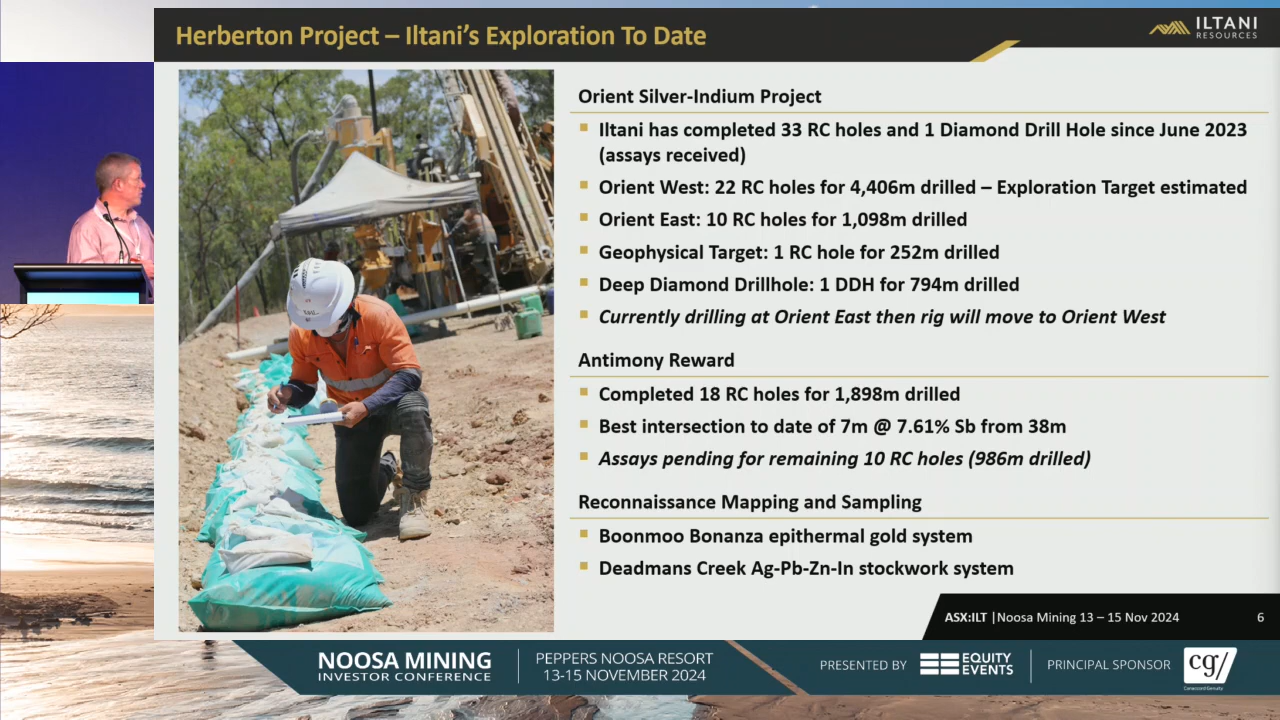 Herberton Project – Iltani's Exploration To Date
ILTANI
RESOURCES
Orient Silver-Indium Project
Iltani has completed 33 RC holes and 1 Diamond Drill Hole since June 2023
(assays received)
Orient West: 22 RC holes for 4,406m drilled – Exploration Target estimated
Orient East: 10 RC holes for 1,098m drilled
Geophysical Target: 1 RC hole for 252m drilled
Deep Diamond Drillhole: 1 DDH for 794m drilled
Currently drilling at Orient East then rig will move to Orient West
Antimony Reward
Completed 18 RC holes for 1,898m drilled
Best intersection to date of 7m @ 7.61% Sb from 38m
Assays pending for remaining 10 RC holes (986m drilled)
Reconnaissance Mapping and Sampling
Boonmoo Bonanza epithermal gold system
Deadmans Creek Ag-Pb-Zn-In stockwork system
ASX:ILT | Noosa Mining 13 – 15 Nov 2024 6
NOOSA MINING
INVESTOR CONFERENCE
PEPPERS NOOSA RESORT
13-15 NOVEMBER 2024
PRESENTED BY
EQUITY
EVENTS
PRINCIPAL SPONSOR
cg/
Canaccord Genuity